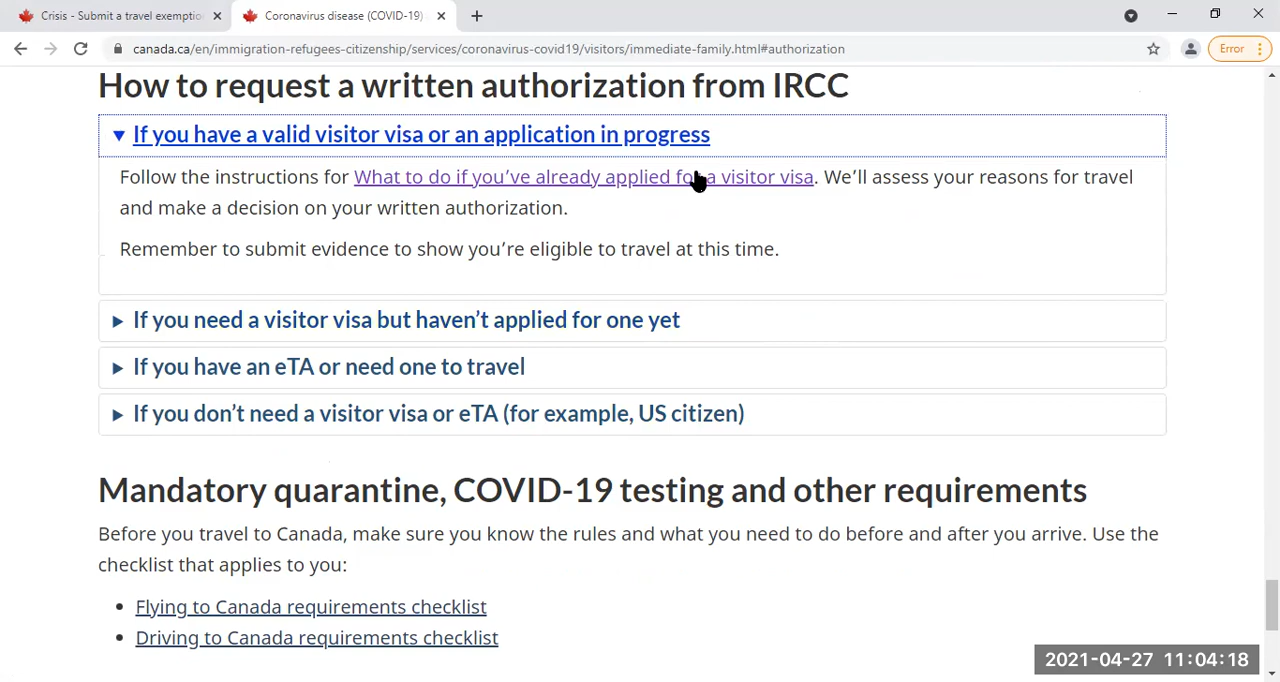 Crisis - Submit a travel exemptio
Coronavirus disease (COVID-19)
canada.ca/en/immigration-refugees-citizenship/services/coronavirus-covid19/visitors/immediate-family.html#authorization
Error
How to request a written authorization from IRCC
If you have a valid visitor visa or an application in progress
Follow the instructions for What to do if you’ve already applied for a visitor visa. We’ll assess your reasons for travel
and make a decision on your written authorization.
Remember to submit evidence to show you’re eligible to travel at this time.
If you need a visitor visa but haven’t applied for one yet
If you have an eTA or need one to travel
If you don’t need a visitor visa or eTA (for example, US citizen)
Mandatory quarantine, COVID-19 testing and other requirements
Before you travel to Canada, make sure you know the rules and what you need to do before and after you arrive. Use the
checklist that applies to you:
Flying to Canada requirements checklist
Driving to Canada requirements checklist
2021-04-27 11:04:18